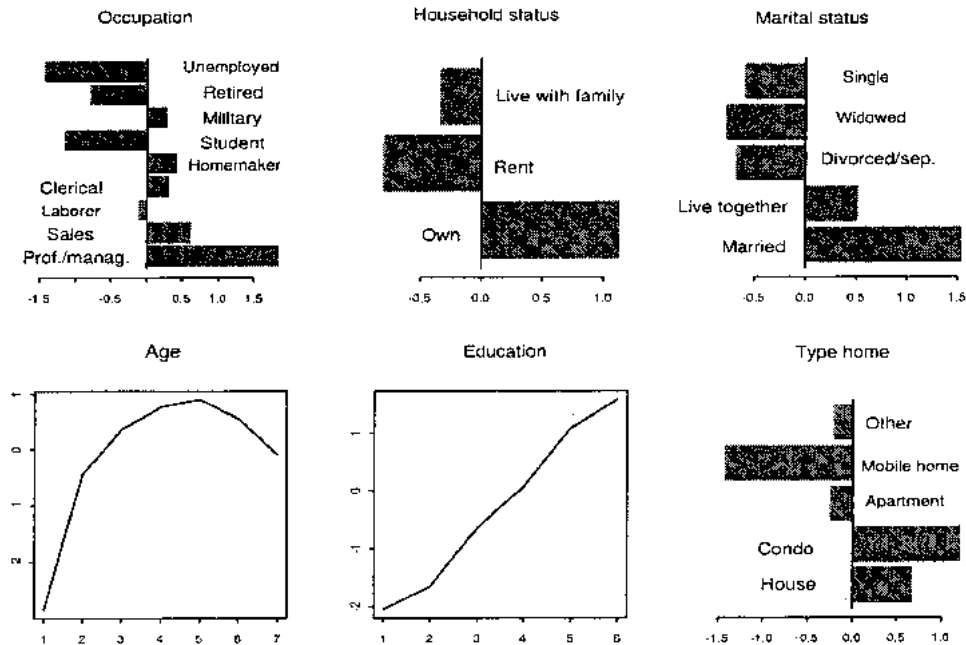 Occupation
Household status
Marital status
Unemployed
Retired
Military
Student
Homemaker
Clerical
Laborer
Sales
Prof./manag.
-1.5 -0.5 0.5 1.0 1.5
Live with family
Rent
Own
-0.5 0.0 0.5 1.0
Single
Widowed
Divorced/sep.
Live together
Married
-0.5 0.0 0.5 1.0 1.5
Age
Education
Type home
1
0
1
2
1 2 3 4 5 6 7
1
0
-1
-2
1 2 3 4 5 6
Other
Mobile home
Apartment
Condo
House
-1.5 -1.0 -0.5 0.0 0.5 1.0